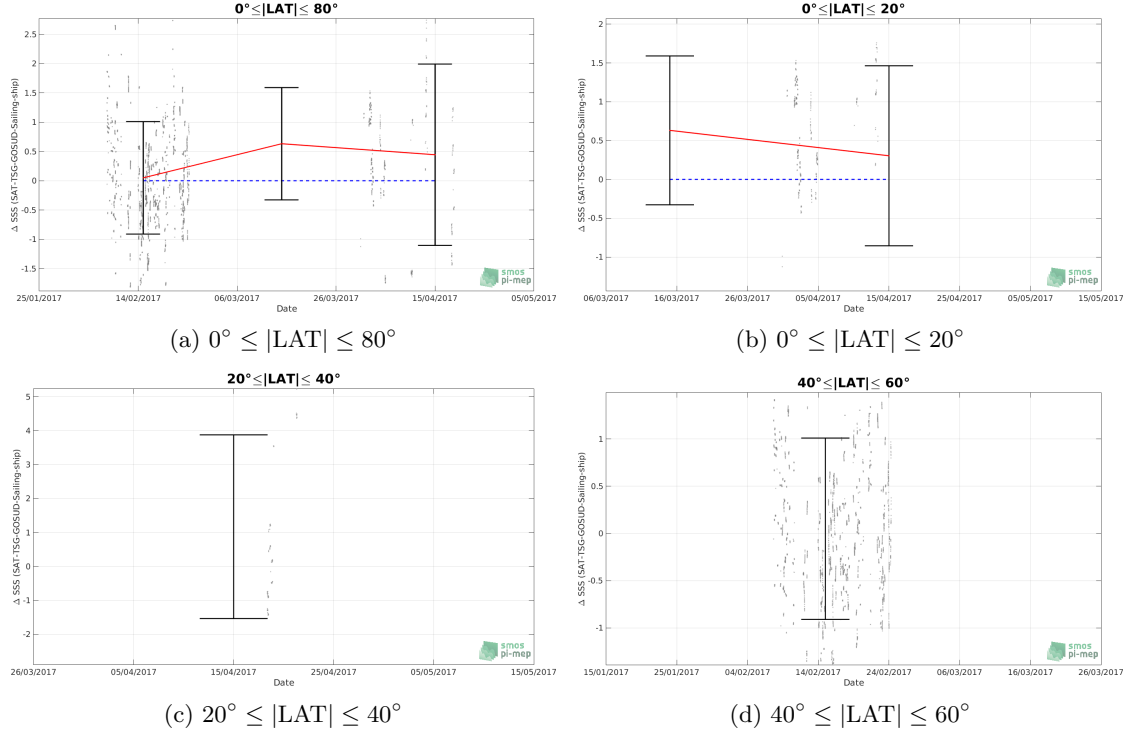 0°≤|LAT|≤ 80°
Δ SSS (SAT-TSG-GOSUD-Sailing-ship)
2.5
2
1.5
1
0.5
0
-0.5
-1
-1.5
25/01/2017 14/02/2017 06/03/2017 26/03/2017 15/04/2017 05/05/2017
Date
smos
pi-mep
(a) 0° ≤ |LAT| ≤ 80°
0°≤|LAT|≤ 20°
Δ SSS (SAT-TSG-GOSUD-Sailing-ship)
2
1.5
1
0.5
0
-0.5
-1
06/03/2017 16/03/2017 26/03/2017 05/04/2017 15/04/2017 25/04/2017 05/05/2017 15/05/2017
Date
smos
pi-mep
(b) 0° ≤ |LAT| ≤ 20°
20°≤|LAT|≤ 40°
Δ SSS (SAT-TSG-GOSUD-Sailing-ship)
5
4
3
2
1
0
-1
-2
26/03/2017 05/04/2017 15/04/2017 25/04/2017 05/05/2017 15/05/2017
Date
smos
pi-mep
(c) 20° ≤ |LAT| ≤ 40°
40°≤|LAT|≤ 60°
Δ SSS (SAT-TSG-GOSUD-Sailing-ship)
1
0.5
0
-0.5
-1
15/01/2017 25/01/2017 04/02/2017 14/02/2017 24/02/2017 06/03/2017 16/03/2017 26/03/2017
Date
smos
pi-mep
(d) 40° ≤ |LAT| ≤ 60°